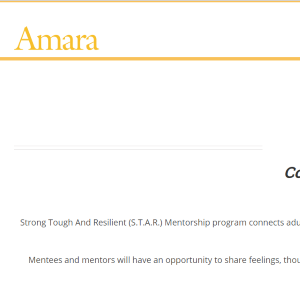 Amara
Co
Strong Tough And Resilient (S.T.A.R.) Mentorship program connects adu
Mentees and mentors will have an opportunity to share feelings, thou